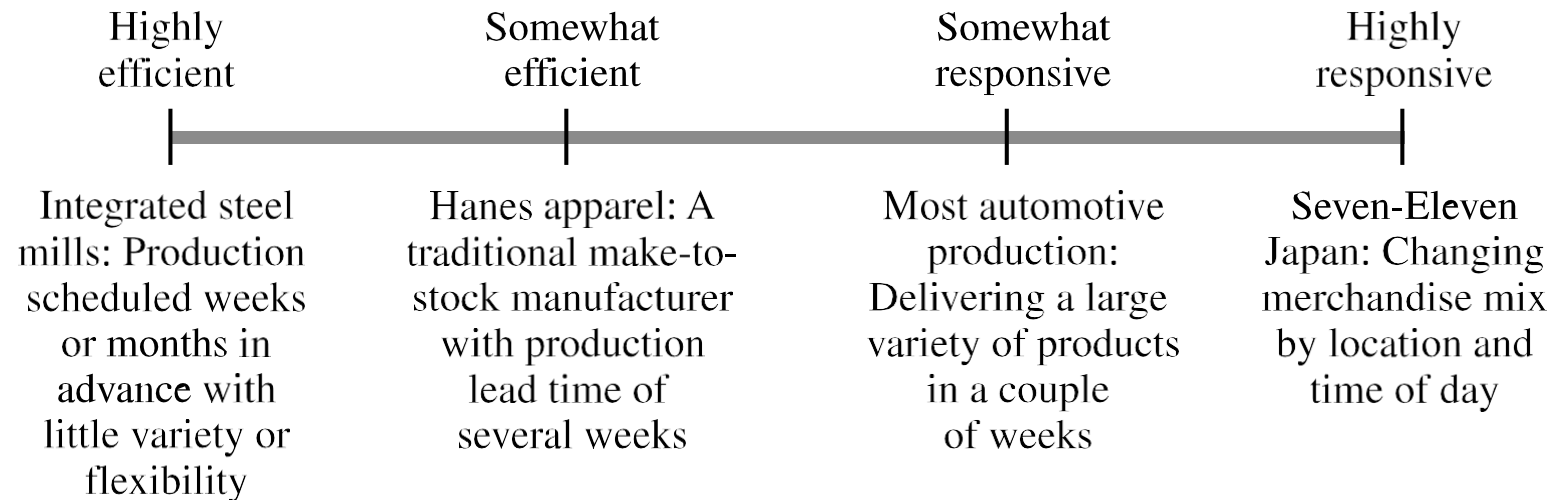 Highly
efficient
Somewhat
efficient
Somewhat
responsive
Highly
responsive
Integrated steel
mills: Production
scheduled weeks
or months in
advance with
little variety or
flexibility
Hanes apparel: A
traditional make-to-
stock manufacturer
with production
lead time of
several weeks
Most automotive
production:
Delivering a large
variety of products
in a couple
of weeks
Seven-Eleven
Japan: Changing
merchandise mix
by location and
time of day